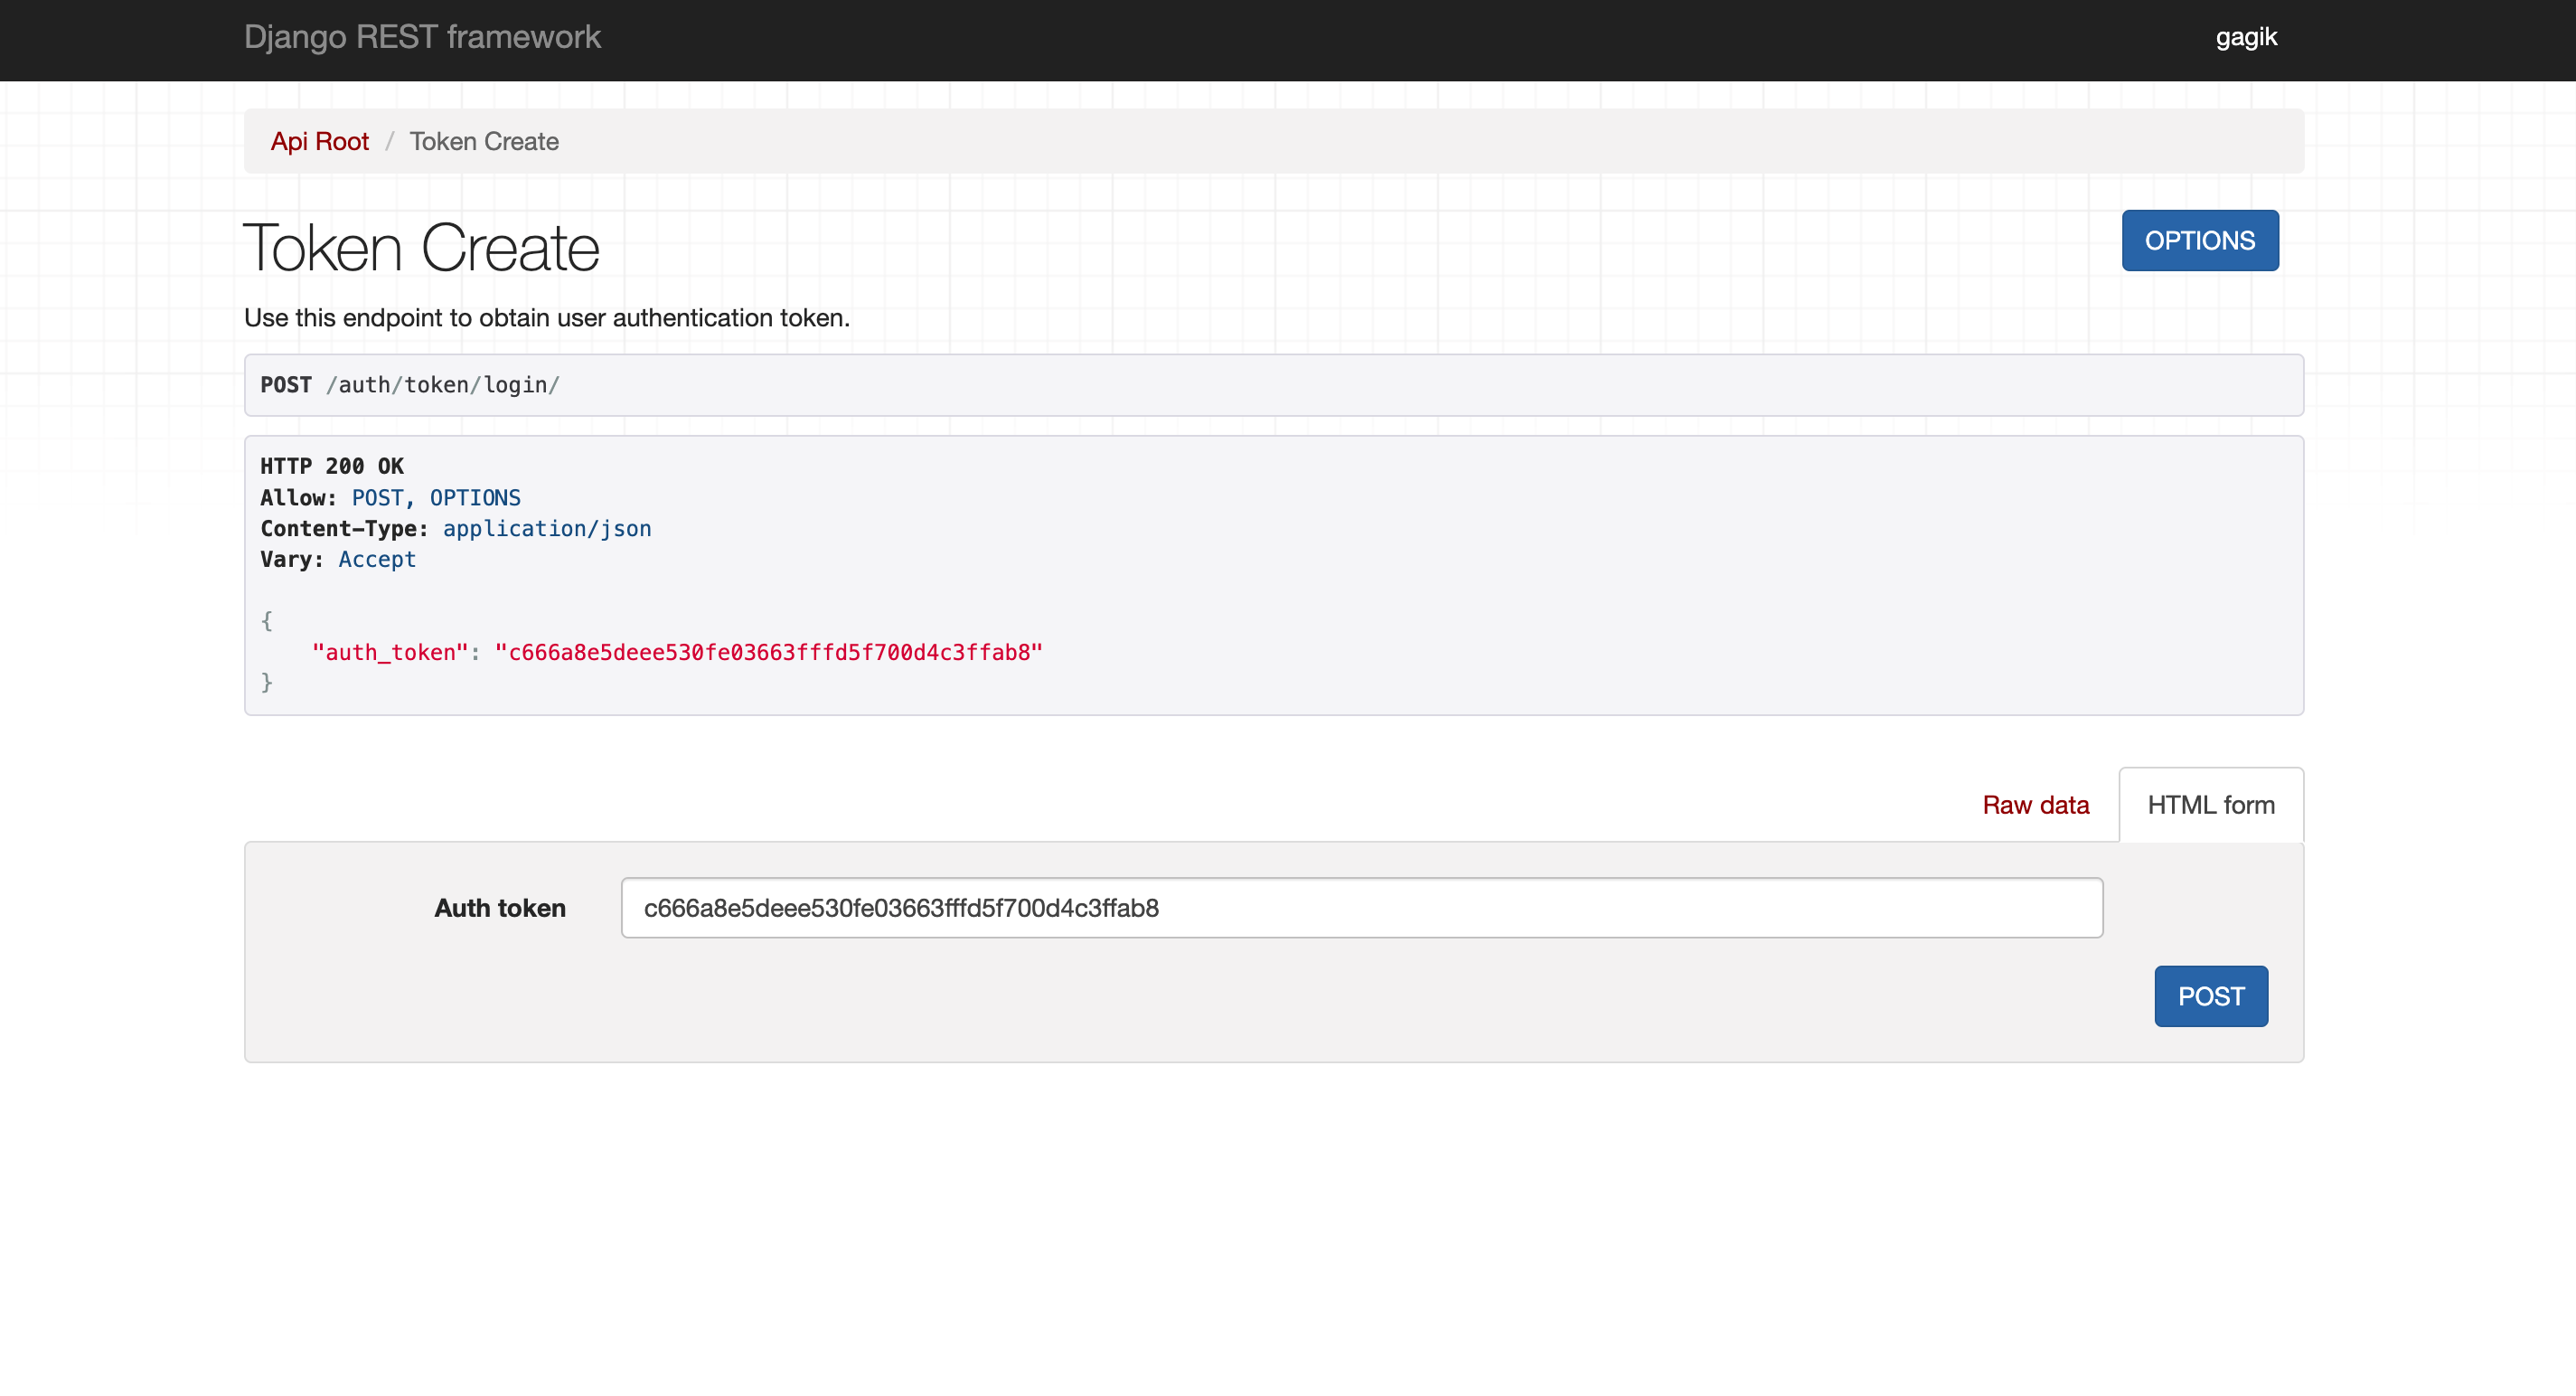 Django REST framework
gagik
Api Root / Token Create
Token Create
OPTIONS
Use this endpoint to obtain user authentication token.
POST /auth/token/login/
HTTP 200 OK
Allow: POST, OPTIONS
Content-Type: application/json
Vary: Accept
{
"auth_token": "c666a8e5deee530fe03663fffd5f700d4c3ffab8"
}
Raw data
HTML form
Auth token
c666a8e5deee530fe03663fffd5f700d4c3ffab8
POST